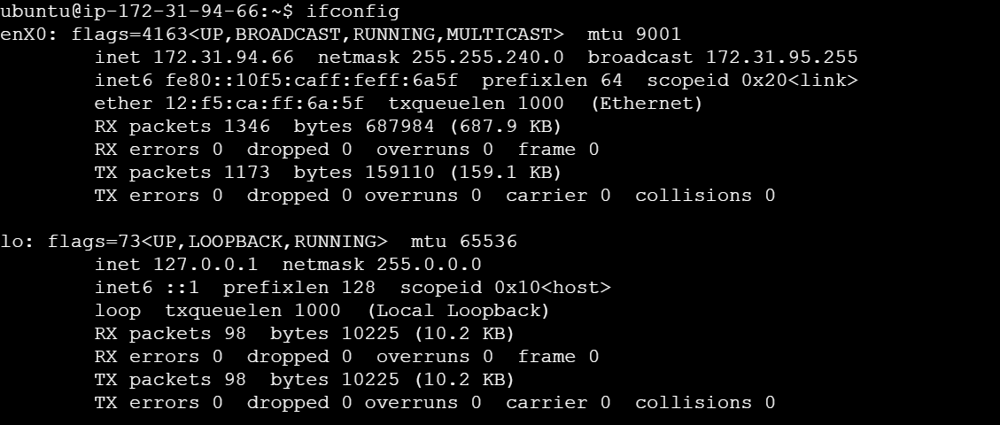 ubuntu@ip-172-31-94-66:~$ ifconfig
enX0: flags=4163<UP,BROADCAST,RUNNING,MULTICAST>  mtu 9001
        inet 172.31.94.66  netmask 255.255.240.0  broadcast 172.31.95.255
        inet6 fe80::10f5:caff:feff:6a5f  prefixlen 64  scopeid 0x20<link>
        ether 12:f5:ca:ff:6a:5f  txqueuelen 1000  (Ethernet)
        RX packets 1346  bytes 687984 (687.9 KB)
        RX errors 0  dropped 0  overruns 0  frame 0
        TX packets 1173  bytes 159110 (159.1 KB)
        TX errors 0  dropped 0 overruns 0  carrier 0  collisions 0

lo: flags=73<UP,LOOPBACK,RUNNING>  mtu 65536
        inet 127.0.0.1  netmask 255.0.0.0
        inet6 ::1  prefixlen 128  scopeid 0x10<host>
        loop  txqueuelen 1000  (Local Loopback)
        RX packets 98  bytes 10225 (10.2 KB)
        RX errors 0  dropped 0  overruns 0  frame 0
        TX packets 98  bytes 10225 (10.2 KB)
        TX errors 0  dropped 0 overruns 0  carrier 0  collisions 0